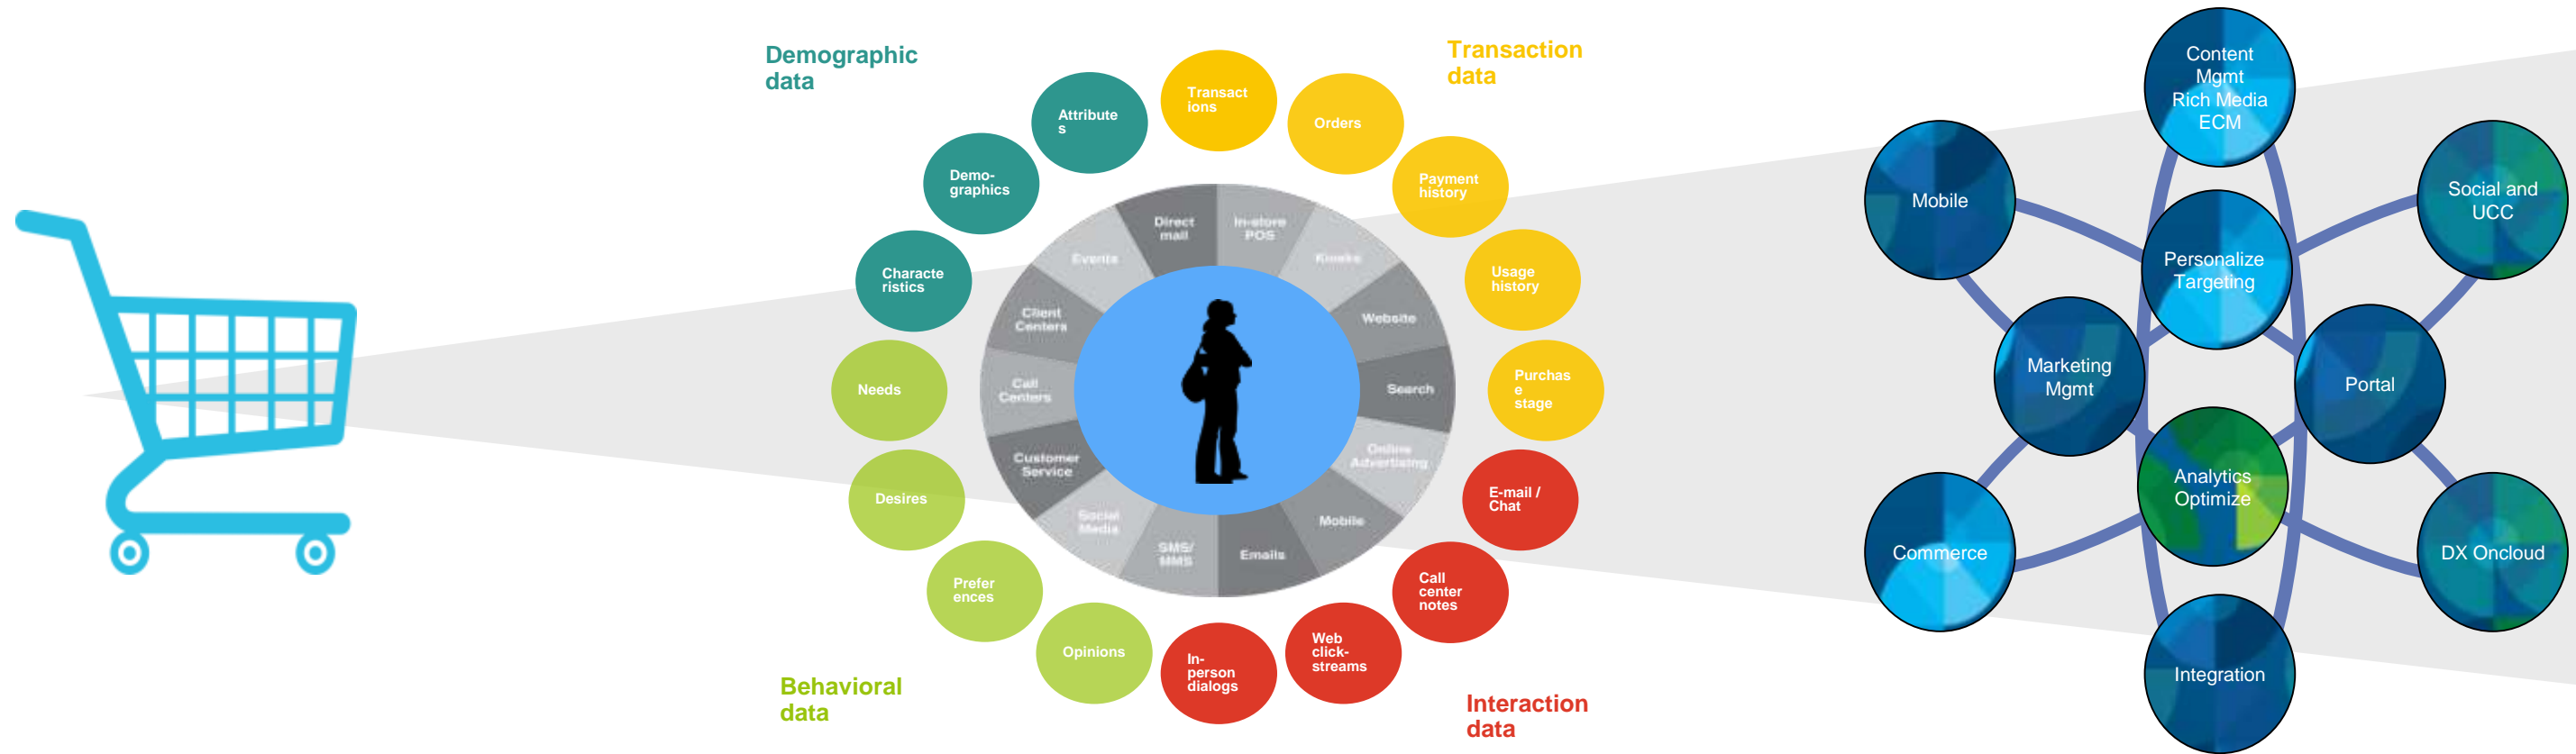 Demographic
data
Transaction
data
Transact
ions
Attribute
s
Orders
Demo-
graphics
Payment
history
Characte
ristics
Usage
history
Needs
Purchas
e
stage
Desires
E-mail /
Chat
Prefer
ences
Call
center
notes
Opinions
Web
click-
streams
In-
person
dialogs
Behavioral
data
Interaction
data
Direct
mail
In-store
POS
Kiosks
Website
Search
Online
Advertising
Mobile
Emails
SMS/
MMS
Social
Media
Customer
Service
Call
Centers
Client
Centers
Events
Content
Mgmt
Rich Media
ECM
Mobile
Social and
UCC
Personalize
Targeting
Marketing
Mgmt
Portal
Analytics
Optimize
Commerce
DX Oncloud
Integration